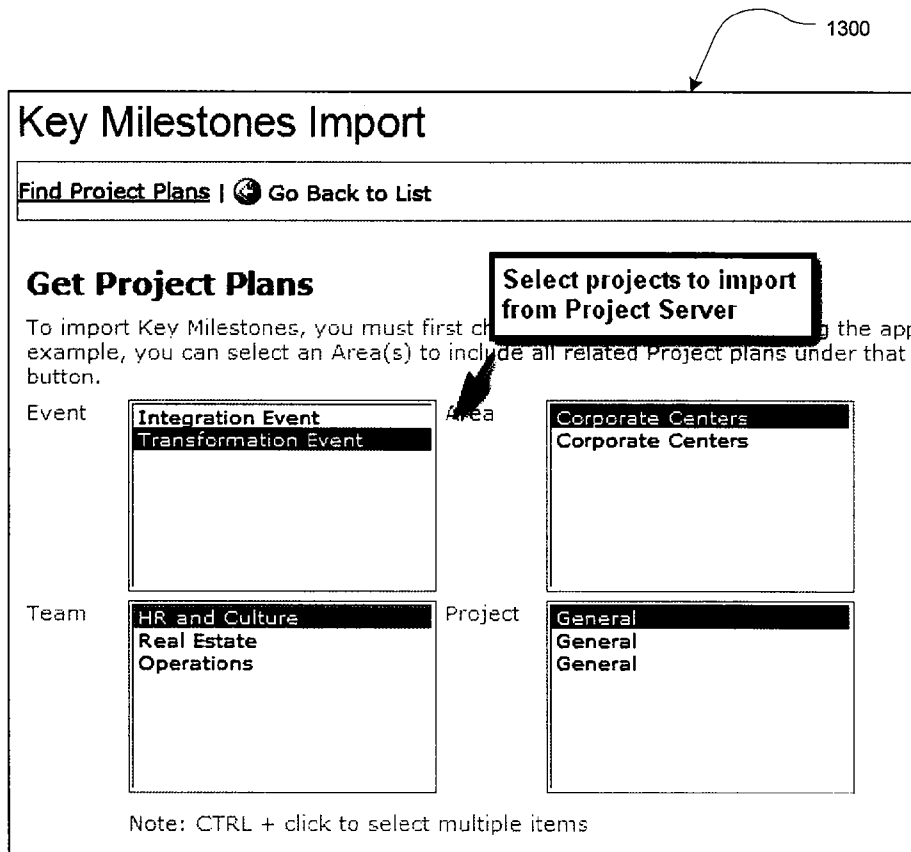 1300
Key Milestones Import
Find Project Plans | Go Back to List
Get Project Plans
Select projects to import
from Project Server
To import Key Milestones, you must first the
example, you can select an Area(s) to include all related Project plans under that
button.
Event
Integration Event
Transformation Event
Area
Corporate Centers
Corporate Centers
Team
HR and Culture
Real Estate
Operations
Project
General
General
General
Note: CTRL + click to select multiple items